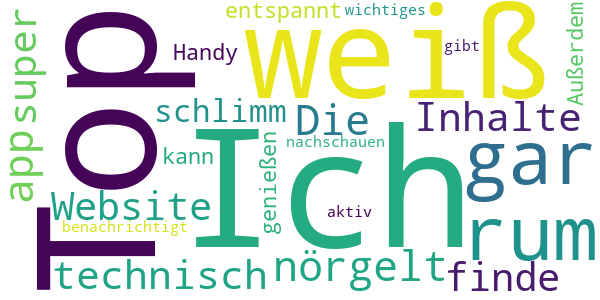 entspannt
wichtiges
super
Top
weiß
Außerdem
Handy
gibt
schlimm
Die
Inhalte
app
Ich
gar
kann
genießen
nachschauen
Website
aktiv
rum
benachrichtigt
technisch
nörgelt
finde